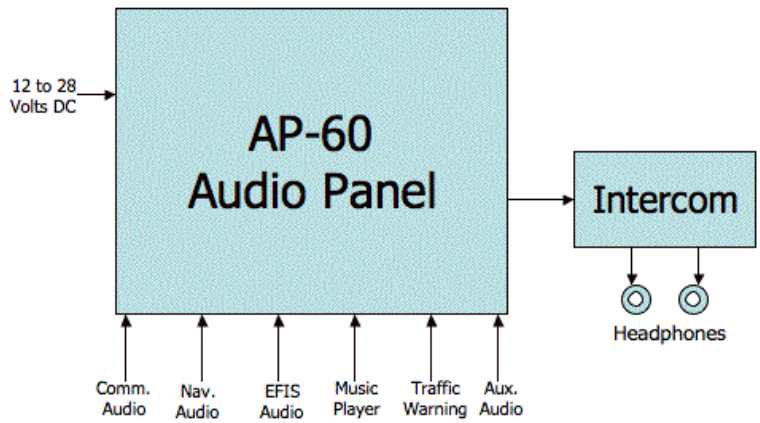 12 to 28
Volts DC
AP-60
Audio Panel
Intercom
Headphones
Comm.
Audio
Nav.
Audio
EFIS
Audio
Music
Player
Traffic
Warning
Aux.
Audio